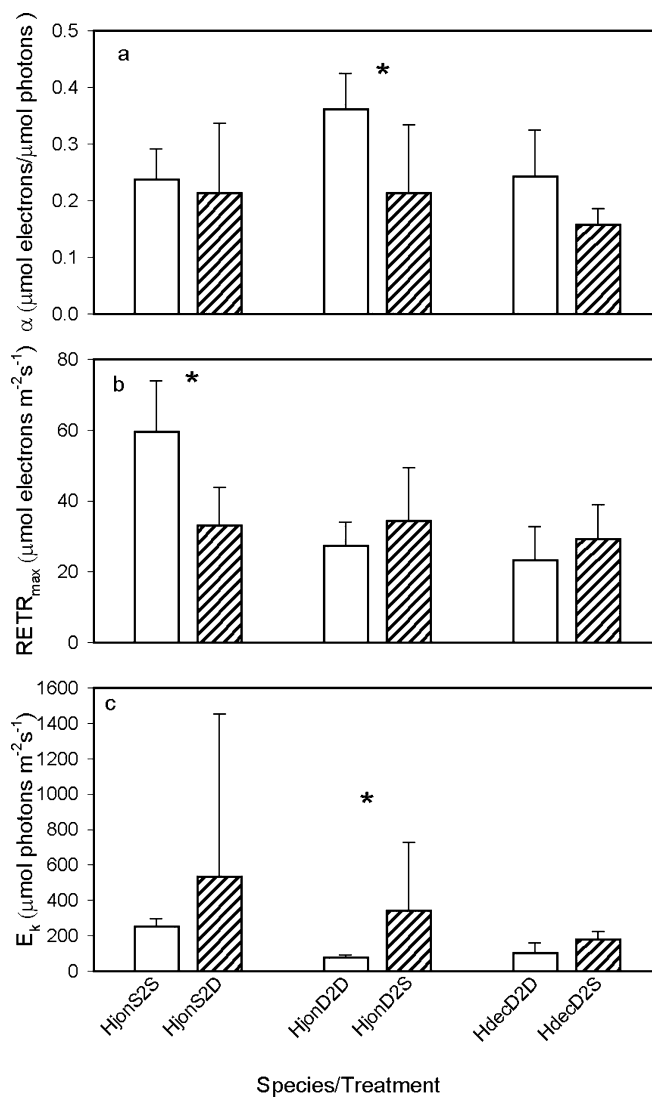 a
*
0.5
0.4
0.3
0.2
0.1
0.0
α (µmol electrons/µmol photons )
b
*
80
60
40
20
0
RETRmax (µmol electrons m-2s-1)
c
*
1600
1400
1200
1000
800
600
400
200
0
Ek (µmol photons m-2s-1)
HjonS2S
HjonS2D
HjonD2D
HjonD2S
HdecD2D
HdecD2S
Species/Treatment